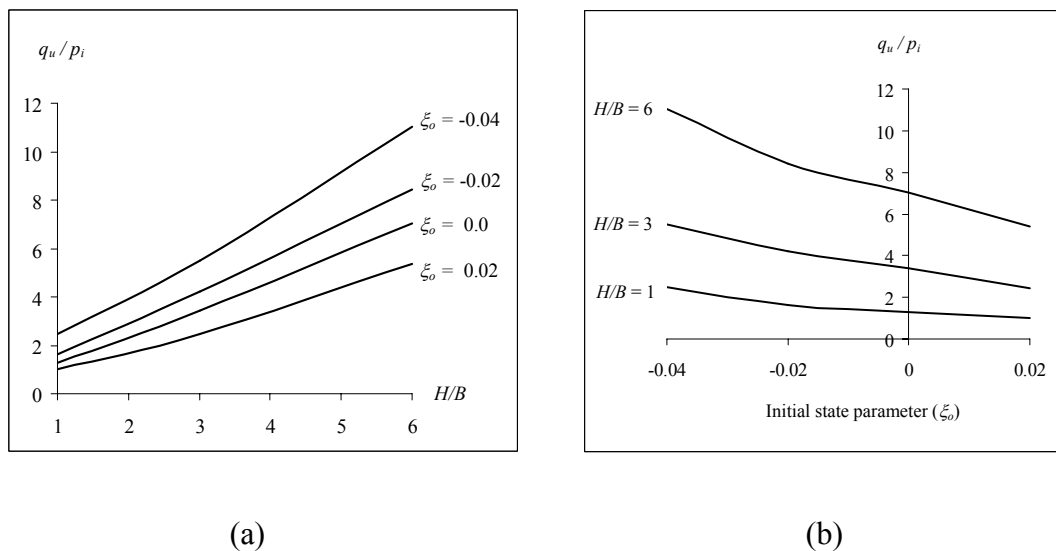 q_u / p_i
12
10
8
6
4
2
0
1
2
3
4
5
6
H/B
ξ_o = -0.04
ξ_o = -0.02
ξ_o = 0.0
ξ_o = 0.02
(a)
q_u / p_i
12
10
8
6
4
2
0
H/B = 6
H/B = 3
H/B = 1
-0.04
-0.02
0
0.02
Initial state parameter (ξ_o)
(b)